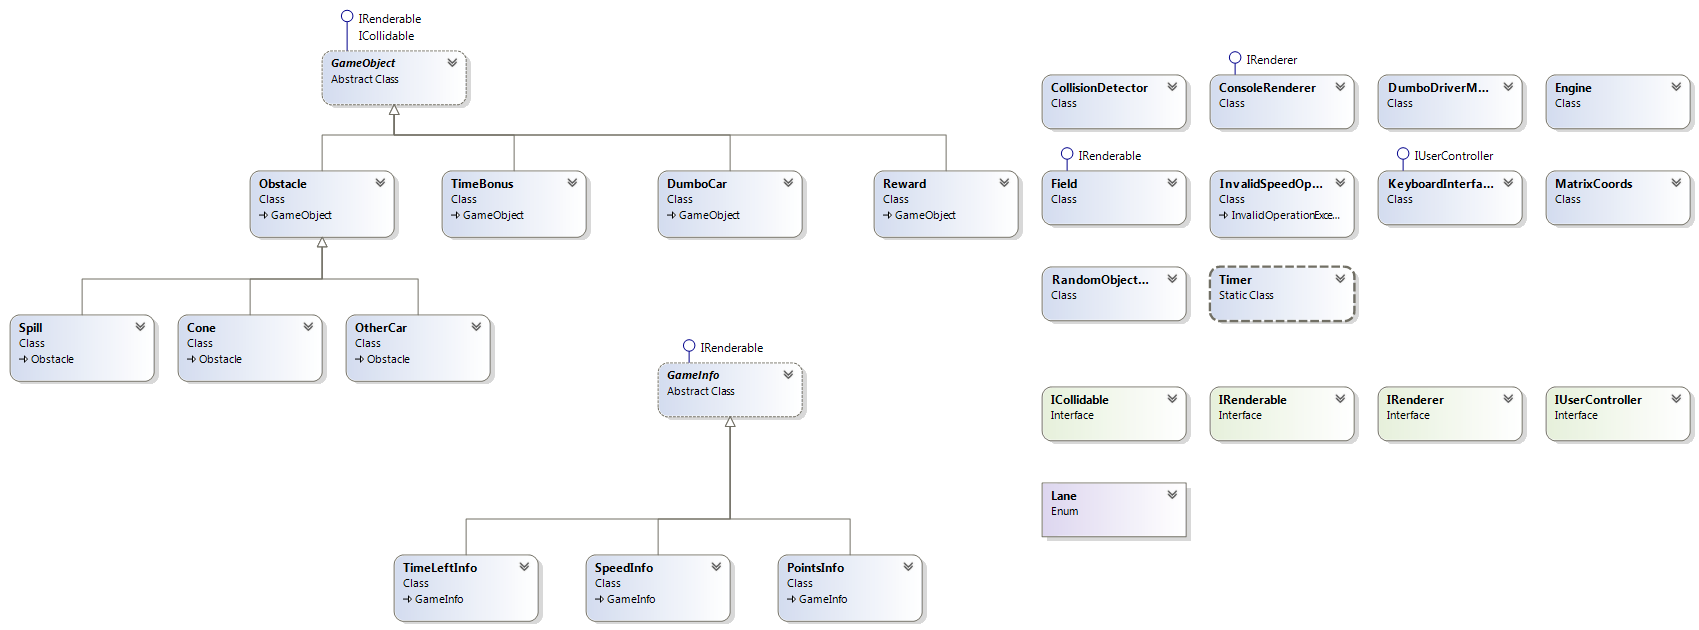 IRenderable
ICollidable
GameObject
Abstract Class
Obstacle
Class
GameObject
TimeBonus
Class
GameObject
DumboCar
Class
GameObject
Reward
Class
GameObject
Spill
Class
Obstacle
Cone
Class
Obstacle
OtherCar
Class
Obstacle
IRenderable
GameInfo
Abstract Class
TimeLeftInfo
Class
GameInfo
SpeedInfo
Class
GameInfo
PointsInfo
Class
GameInfo
CollisionDetector
Class
IRenderer
ConsoleRenderer
Class
DumboDriverM...
Class
Engine
Class
IRenderable
Field
Class
InvalidSpeedOp...
Class
InvalidOperationExce...
IUserController
KeyboardInterfa...
Class
MatrixCoords
Class
RandomObject...
Class
Timer
Static Class
ICollidable
Interface
IRenderable
Interface
IRenderer
Interface
IUserController
Interface
Lane
Enum